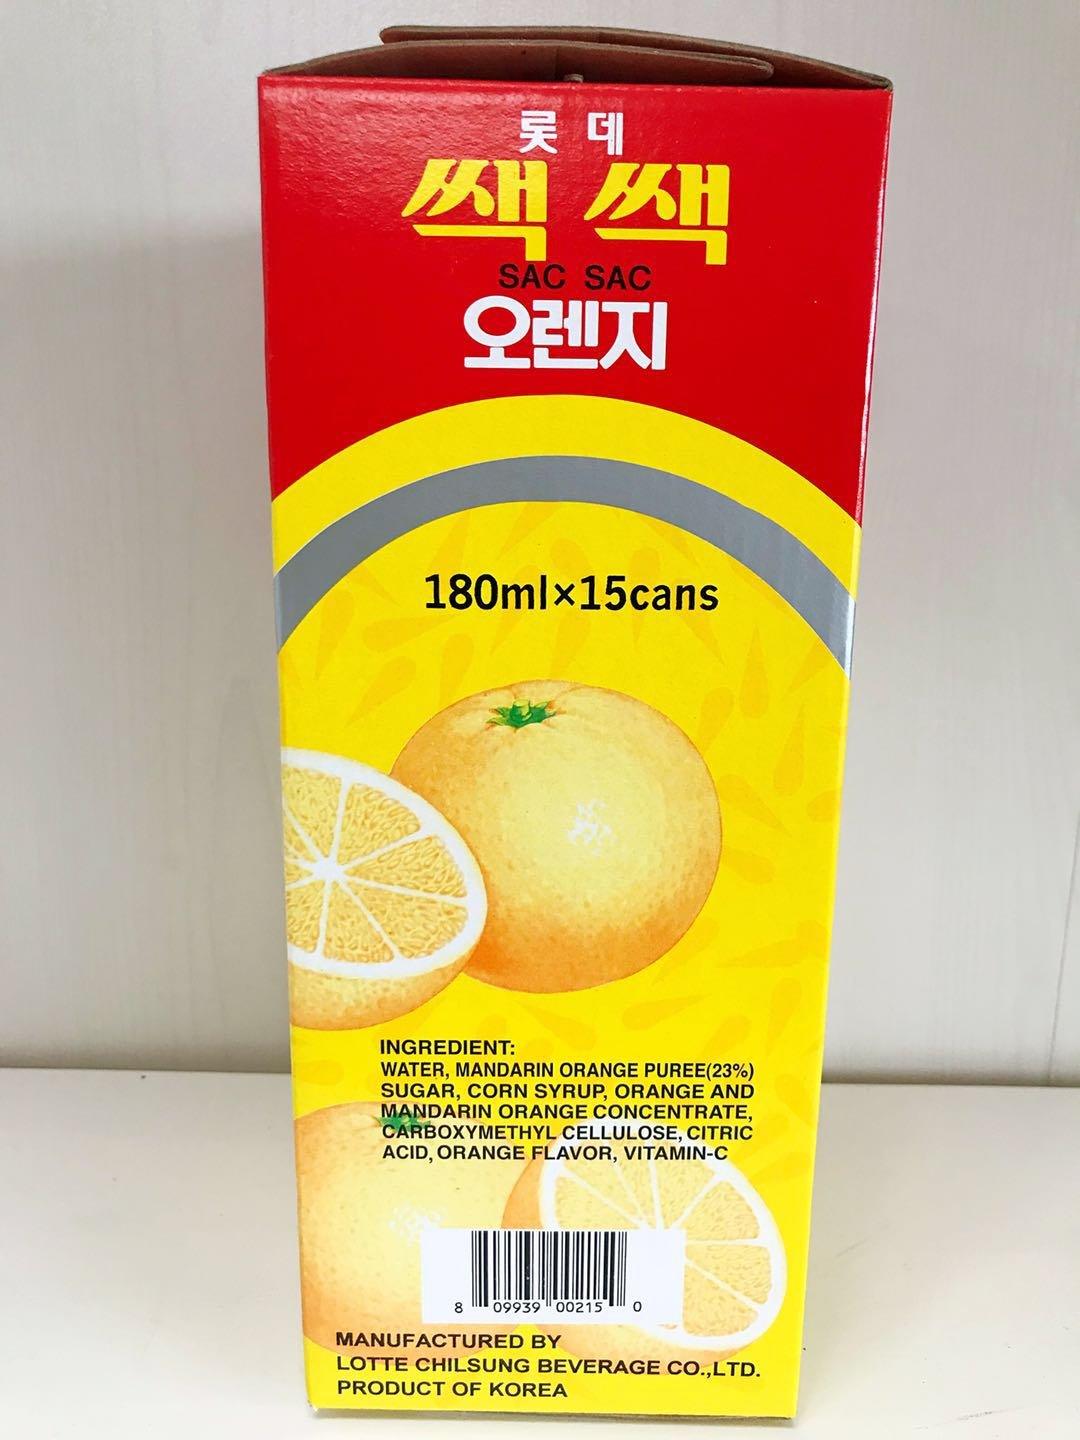 롯데
쌕쌕
SAC SAC
오렌지
180ml×15cans
INGREDIENT:
WATER, MANDARIN ORANGE PUREE(23%)
SUGAR, CORN SYRUP, ORANGE AND
MANDARIN ORANGE CONCENTRATE,
CARBOXYMETHYL CELLULOSE, CITRIC
ACID, ORANGE FLAVOR, VITAMIN-C
8 09939 00215 0
MANUFACTURED BY
LOTTE CHILSUNG BEVERAGE CO.,LTD.
PRODUCT OF KOREA